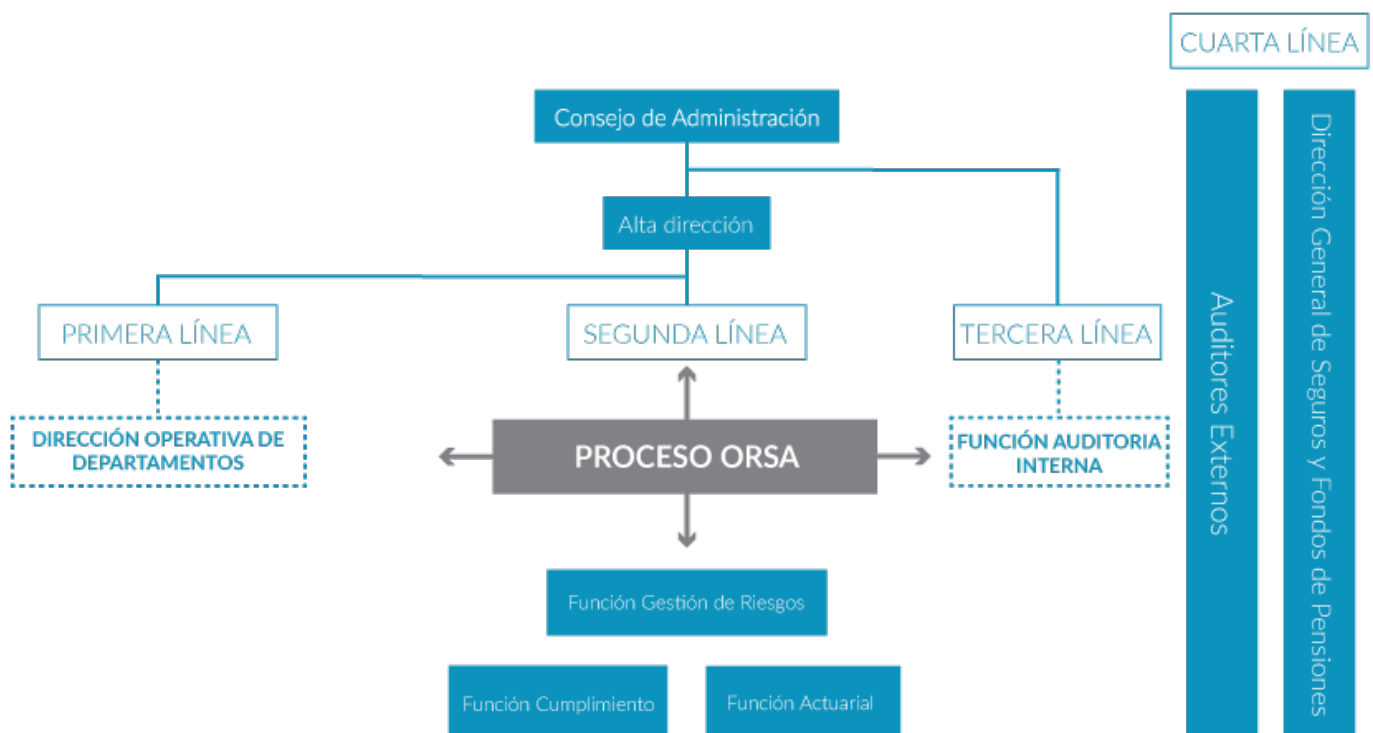 CUARTA LÍNEA
Consejo de Administración
Alta dirección
PRIMERA LÍNEA
SEGUNDA LÍNEA
TERCERA LÍNEA
DIRECCIÓN OPERATIVA DE
DEPARTAMENTOS
PROCESO ORSA
FUNCIÓN AUDITORIA
INTERNA
Función Gestión de Riesgos
Función Cumplimiento
Función Actuarial
Auditores Externos
Dirección General de Seguros y Fondos de Pensiones